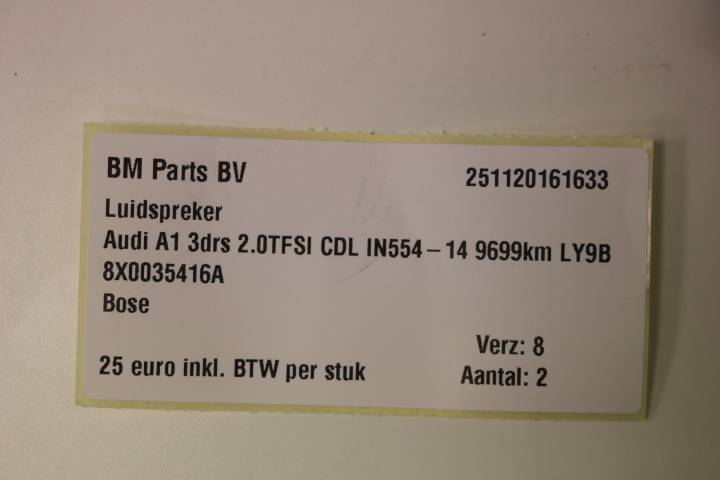 BM Parts BV 251120161633
Luidspreker
Audi A1 3drs 2.0TFSI CDL IN554 – 14 9699km LY9B
8X0035416A
Bose
Verz: 8
25 euro inkl. BTW per stuk Aantal: 2